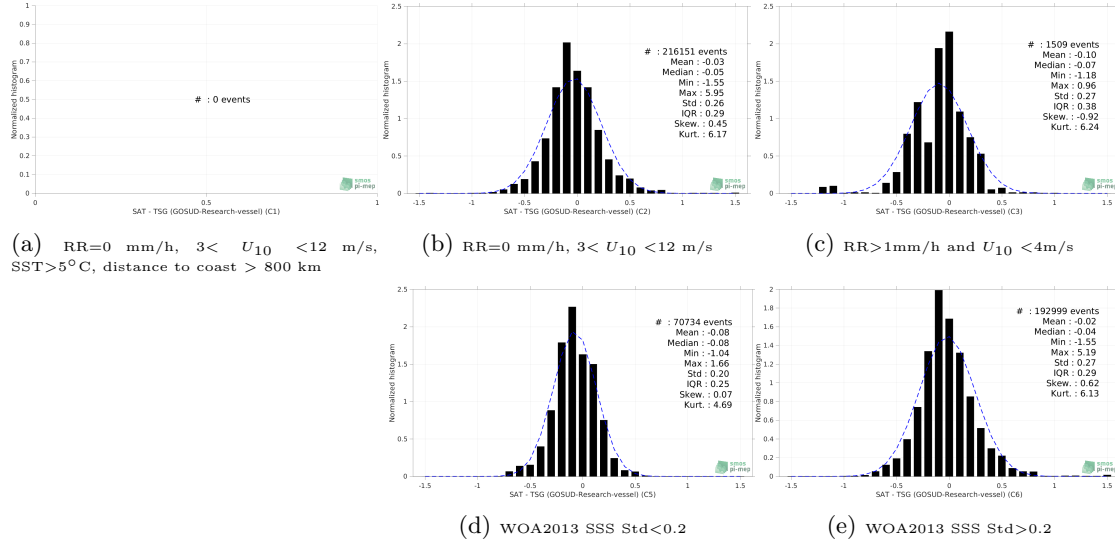 Normalized histogram
1
0.9
0.8
0.7
0.6
0.5
0.4
0.3
0.2
0.1
0
# : 0 events
0
0.5
1
SAT - TSG (GOSUD-Research-vessel) (C1)
smos
pi-mep
(a) RR=0 mm/h, 3< U10 <12 m/s,
SST>5°C, distance to coast > 800 km
Normalized histogram
2.5
2
1.5
1
0.5
0
# : 216151 events
Mean : -0.03
Median : -0.05
Min : -1.55
Max : 5.95
Std : 0.26
IQR : 0.29
Skew. : 0.45
Kurt. : 6.17
-1.5
-1
-0.5
0
0.5
1
1.5
SAT - TSG (GOSUD-Research-vessel) (C2)
smos
pi-mep
(b) RR=0 mm/h, 3< U10 <12 m/s
Normalized histogram
2.5
2
1.5
1
0.5
0
# : 1509 events
Mean : -0.10
Median : -0.07
Min : -1.18
Max : 0.96
Std : 0.27
IQR : 0.38
Skew. : -0.92
Kurt. : 6.24
-1.5
-1
-0.5
0
0.5
1
1.5
SAT - TSG (GOSUD-Research-vessel) (C3)
smos
pi-mep
(c) RR>1mm/h and U10 <4m/s
Normalized histogram
2.5
2
1.5
1
0.5
0
# : 70734 events
Mean : -0.08
Median : -0.08
Min : -1.04
Max : 1.66
Std : 0.20
IQR : 0.25
Skew. : 0.07
Kurt. : 4.69
-1.5
-1
-0.5
0
0.5
1
1.5
SAT - TSG (GOSUD-Research-vessel) (C5)
smos
pi-mep
(d) WOA2013 SSS Std<0.2
Normalized histogram
2
1.8
1.6
1.4
1.2
1
0.8
0.6
0.4
0.2
0
# : 192999 events
Mean : -0.02
Median : -0.04
Min : -1.55
Max : 5.19
Std : 0.27
IQR : 0.29
Skew. : 0.62
Kurt. : 6.13
-1.5
-1
-0.5
0
0.5
1
1.5
SAT - TSG (GOSUD-Research-vessel) (C6)
smos
pi-mep
(e) WOA2013 SSS Std>0.2